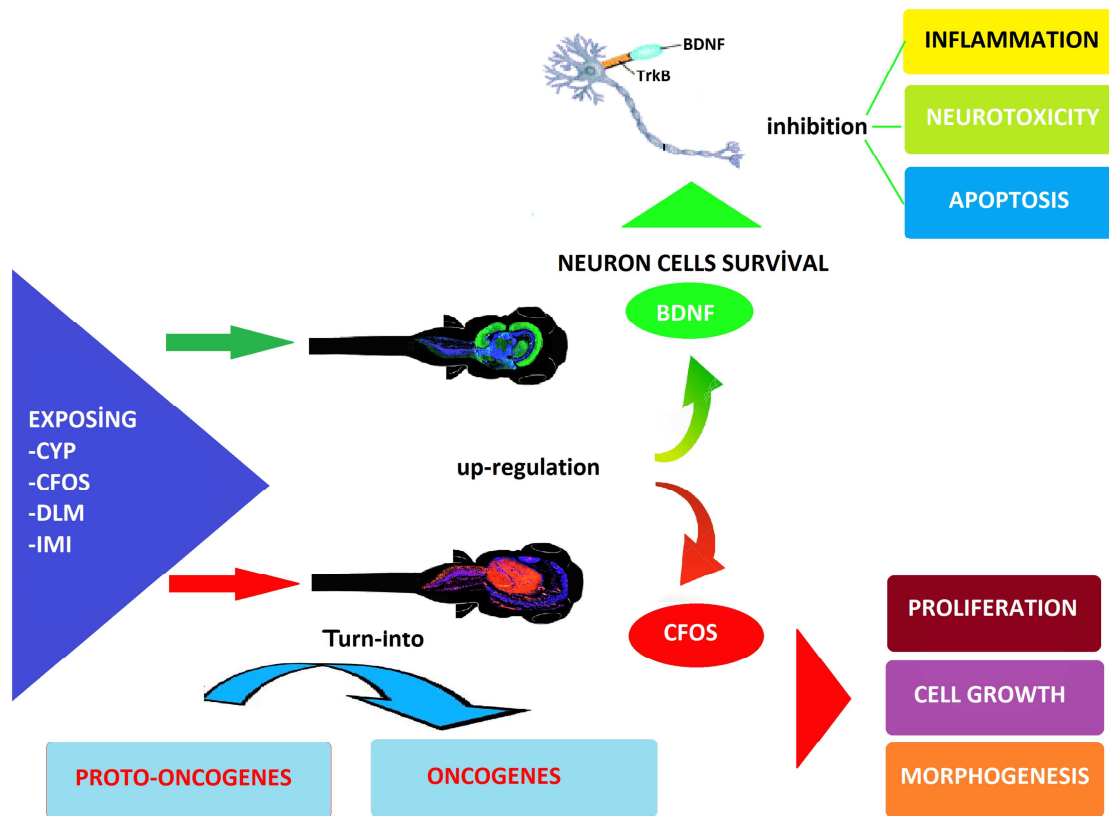 BDNF
TrkB
inhibition
INFLAMMATION
NEUROTOXICITY
APOPTOSIS
NEURON CELLS SURVİVAL
BDNF
EXPOSİNG
-CYP
-CFOS
-DLM
-IMI
up-regulation
CFOS
Turn-into
PROTO-ONCOGENES
ONCOGENES
PROLIFERATION
CELL GROWTH
MORPHOGENESIS